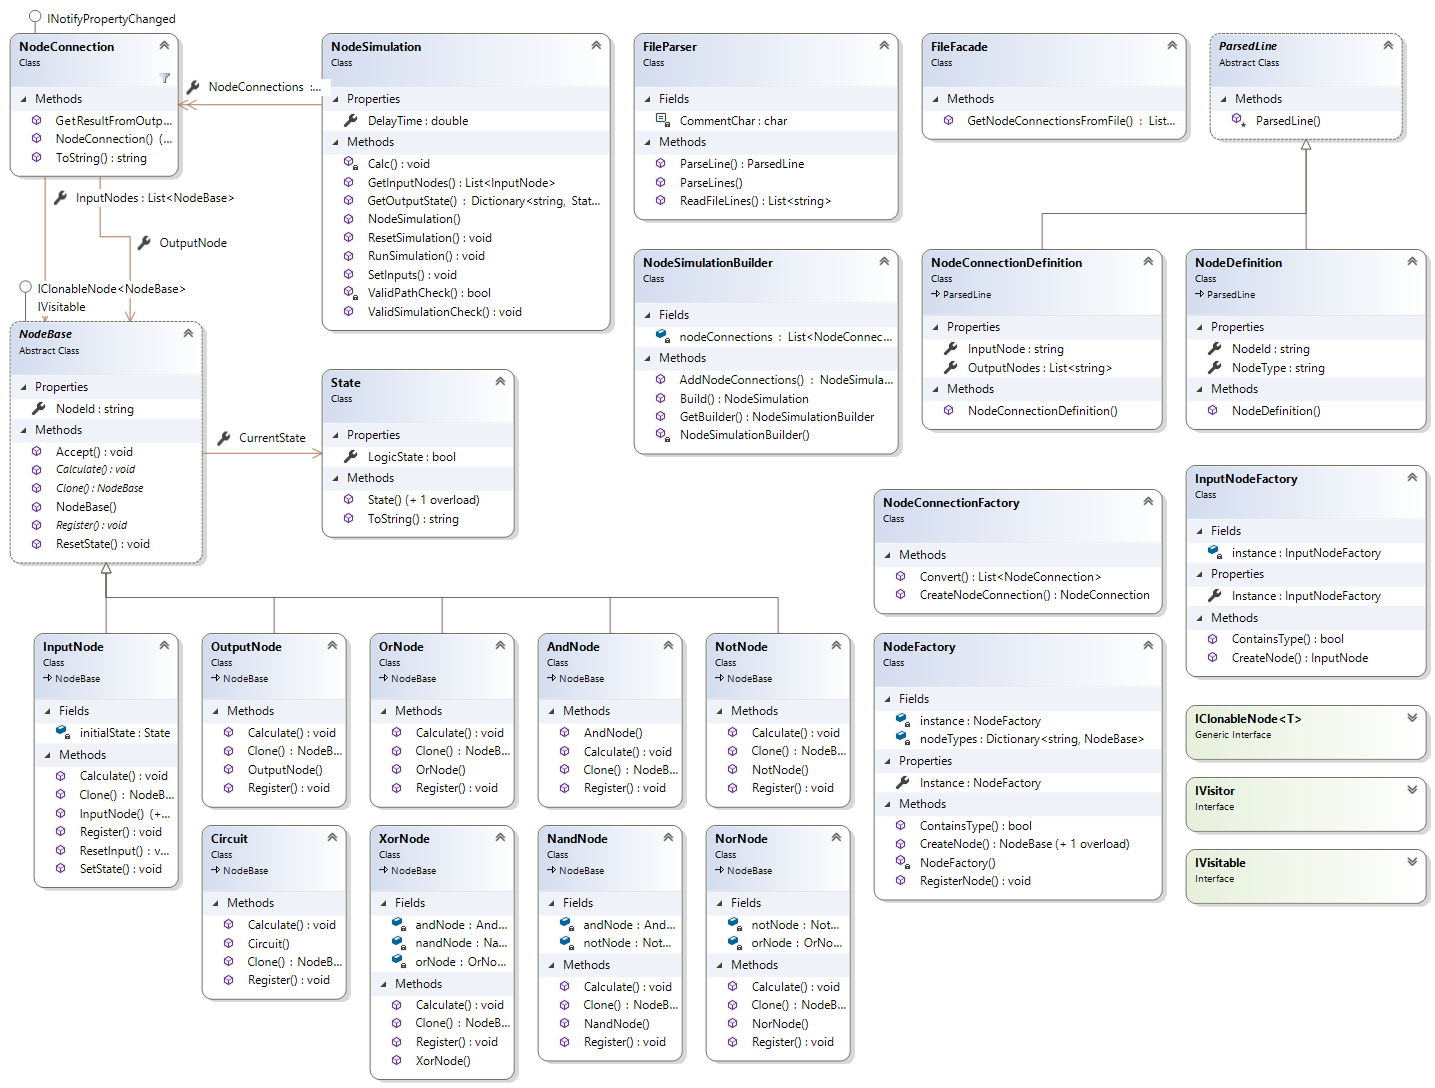 INotifyPropertyChanged
NodeConnection
Class
Methods
GetResultFromOutp...
NodeConnection() (...
ToString() : string
NodeConnections :...
InputNodes : List<NodeBase>
OutputNode
IClonableNode<NodeBase>
IVisitable
NodeBase
Abstract Class
Properties
NodeId : string
Methods
Accept() : void
Calculate() : void
Clone() : NodeBase
NodeBase()
Register() : void
ResetState() : void
CurrentState
NodeSimulation
Class
Properties
DelayTime : double
Methods
Calc() : void
GetInputNodes() : List<InputNode>
GetOutputState() : Dictionary<string, Stat...
NodeSimulation()
ResetSimulation() : void
RunSimulation() : void
SetInputs() : void
ValidPathCheck() : bool
ValidSimulationCheck() : void
State
Class
Properties
LogicState : bool
Methods
State() (+ 1 overload)
ToString() : string
FileParser
Class
Fields
CommentChar : char
Methods
ParseLine() : ParsedLine
ParseLines()
ReadFileLines() : List<string>
NodeSimulationBuilder
Class
Fields
nodeConnections : List<NodeConnec...
Methods
AddNodeConnections() : NodeSimula...
Build() : NodeSimulation
GetBuilder() : NodeSimulationBuilder
NodeSimulationBuilder()
FileFacade
Class
Methods
GetNodeConnectionsFromFile() : List...
ParsedLine
Abstract Class
Methods
ParsedLine()
NodeConnectionDefinition
Class
ParsedLine
Properties
InputNode : string
OutputNodes : List<string>
Methods
NodeConnectionDefinition()
NodeDefinition
Class
ParsedLine
Properties
NodeId : string
NodeType : string
Methods
NodeDefinition()
NodeConnectionFactory
Class
Methods
Convert() : List<NodeConnection>
CreateNodeConnection() : NodeConnection
InputNodeFactory
Class
Fields
instance : InputNodeFactory
Properties
Instance : InputNodeFactory
Methods
ContainsType() : bool
CreateNode() : InputNode
InputNode
Class
NodeBase
Fields
initialState : State
Methods
Calculate() : void
Clone() : NodeB...
InputNode() (+...
Register() : void
ResetInput() : v...
SetState() : void
OutputNode
Class
NodeBase
Methods
Calculate() : void
Clone() : NodeB...
OutputNode()
Register() : void
OrNode
Class
NodeBase
Methods
Calculate() : void
Clone() : NodeB...
OrNode()
Register() : void
AndNode
Class
NodeBase
Methods
AndNode()
Calculate() : void
Clone() : NodeB...
Register() : void
NotNode
Class
NodeBase
Methods
Calculate() : void
Clone() : NodeB...
NotNode()
Register() : void
NodeFactory
Class
Fields
instance : NodeFactory
nodeTypes : Dictionary<string, NodeBase>
Properties
Instance : NodeFactory
Methods
ContainsType() : bool
CreateNode() : NodeBase (+ 1 overload)
NodeFactory()
RegisterNode() : void
IClonableNode<T>
Generic Interface
IVisitor
Interface
IVisitable
Interface
Circuit
Class
NodeBase
Methods
Calculate() : void
Circuit()
Clone() : NodeB...
Register() : void
XorNode
Class
NodeBase
Fields
andNode : And...
nandNode : Na...
orNode : OrNo...
Methods
Calculate() : void
Clone() : NodeB...
Register() : void
XorNode()
NandNode
Class
NodeBase
Fields
andNode : And...
notNode : Not...
Methods
Calculate() : void
Clone() : NodeB...
NandNode()
Register() : void
NorNode
Class
NodeBase
Fields
notNode : Not...
orNode : OrNo...
Methods
Calculate() : void
Clone() : NodeB...
NorNode()
Register() : void